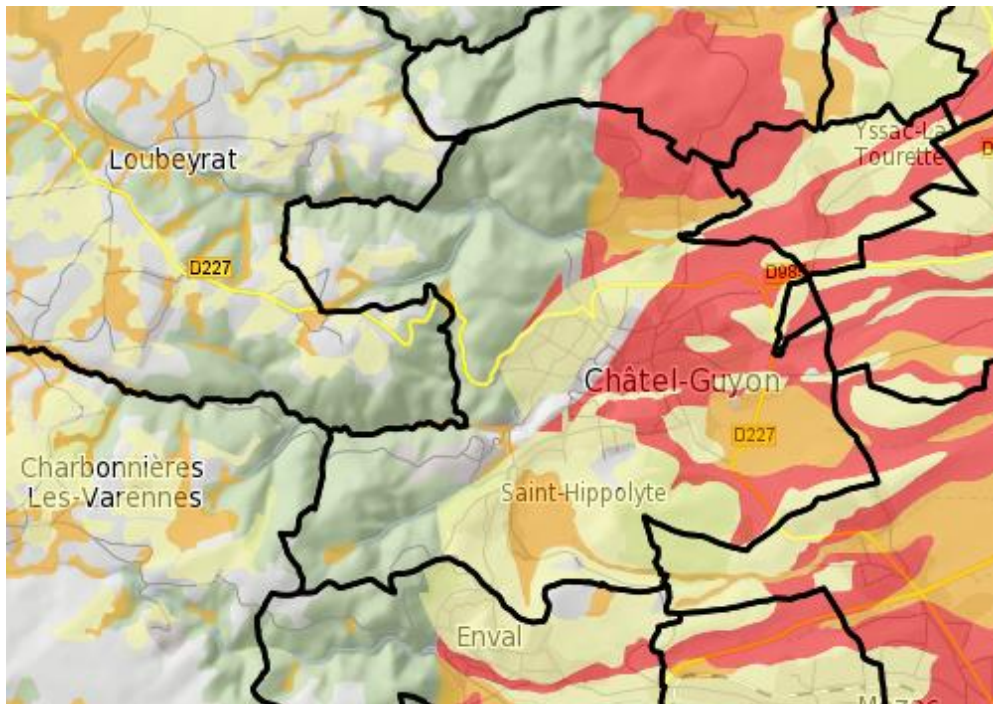 Yssac-La
Tourette
Loubeyrat
D227
D98
Châtel-Guyon
D227
Charbonnières
Les-Varennes
Saint-Hippolyte
Enval